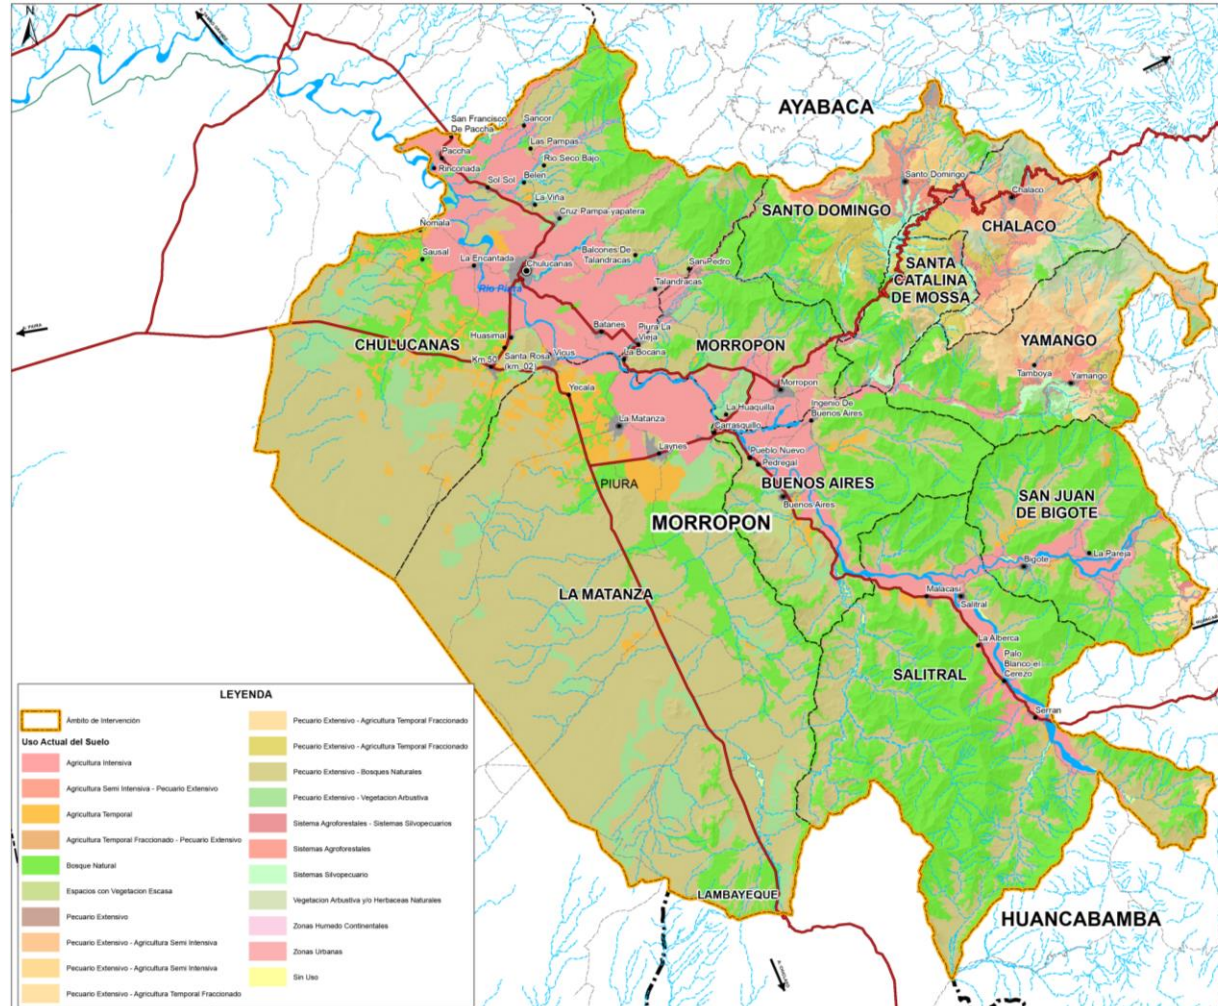 N
AYABACA
San Francisco
De Paccha
Sancor
Las Pampas
Paccha
Rio Seco Bajo
Rinconada
Sol Sol
Belen
La Viña
Cruz Pampa-yapatera
Santo Domingo
Chalaco
SANTO DOMINGO
CHALACO
Ñomala
Sausal
La Encantada
Chulucanas
Balcones De
Talandracas
San Pedro
Talandracas
SANTA
CATALINA
DE MOSSA
Rio Piura
A PAITA
Huasimal
Batanes
Piura La
Vieja
CHULUCANAS
MORROPON
YAMANGO
Km 50
Santa Rosa
(km. 02)
Vicus
La Bocana
Tamboya
Yamango
Yecala
Morropon
La Matanza
La Huaquilla
Ingenio De
Buenos Aires
Carrasquillo
Laynes
Pueblo Nuevo
Pedregal
PIURA
BUENOS AIRES
Buenos Aires
SAN JUAN
DE BIGOTE
MORROPON
La Pareja
Bigote
LA MATANZA
Malacasi
Salitral
La Alberca
Palo
Blanco el
Cerezo
SALITRAL
Serran
LAMBAYEQUE
HUANCABAMBA
LEYENDA
Ámbito de Intervención
Uso Actual del Suelo
Agricultura Intensiva
Agricultura Semi Intensiva - Pecuario Extensivo
Agricultura Temporal
Agricultura Temporal Fraccionado - Pecuario Extensivo
Bosque Natural
Espacios con Vegetacion Escasa
Pecuario Extensivo
Pecuario Extensivo - Agricultura Semi Intensiva
Pecuario Extensivo - Agricultura Semi Intensiva
Pecuario Extensivo - Agricultura Temporal Fraccionado
Pecuario Extensivo - Agricultura Temporal Fraccionado
Pecuario Extensivo - Agricultura Temporal Fraccionado
Pecuario Extensivo - Bosques Naturales
Pecuario Extensivo - Vegetacion Arbustiva
Sistema Agroforestales - Sistemas Silvopecuarios
Sistemas Agroforestales
Sistemas Silvopecuario
Vegetacion Arbustiva y/o Herbaceas Naturales
Zonas Humedo Continentales
Zonas Urbanas
Sin Uso